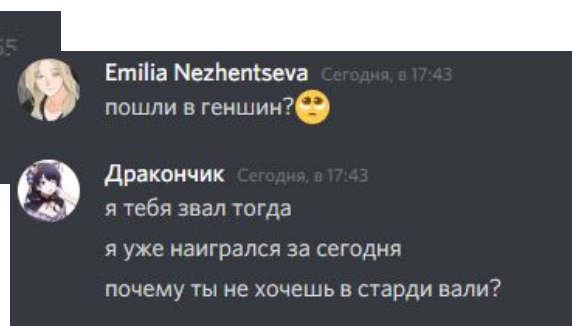 55
Emilia Nezhentseva Сегодня, в 17:43
пошли в геншин?🥺
Дракончик Сегодня, в 17:43
я тебя звал тогда
я уже наигрался за сегодня
почему ты не хочешь в старди вали?